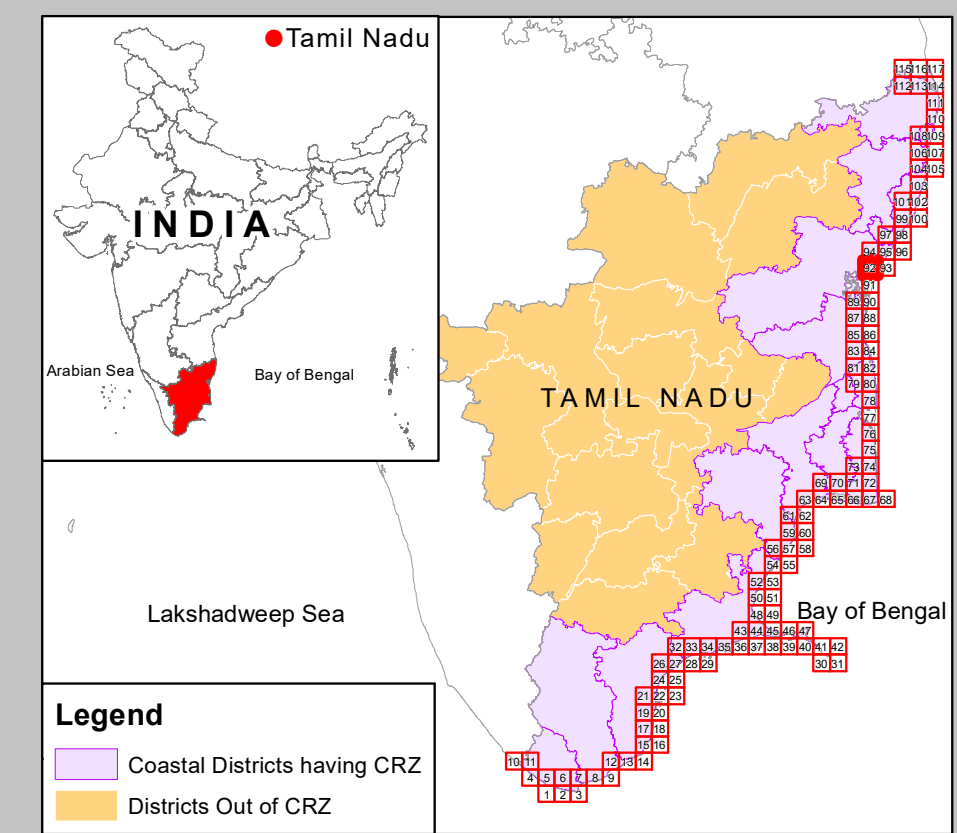 Tamil Nadu
INDIA
Arabian Sea
Bay of Bengal
TAMIL NADU
115 116 117
112 113 114
111
110
108 109
106 107
104 105
103
101 102
99 100
97 98
94 95 96
92 93
91
89 90
87 88
85 86
83 84
81 82
79 80
78
77
76
75
73 74
69 70 71 72
63 64 65 66 67 68
61 62
59 60
56 57 58
54 55
52 53
50 51
48 49
Lakshadweep Sea
Bay of Bengal
43 44 45 46 47
32 33 34 35 36 37 38 39 40 41 42
26 27 28 29 30 31
24 25
21 22 23
19 20
17 18
15 16
10 11 12 13 14
4 5 6 7 8 9
1 2 3
Legend
Coastal Districts having CRZ
Districts Out of CRZ